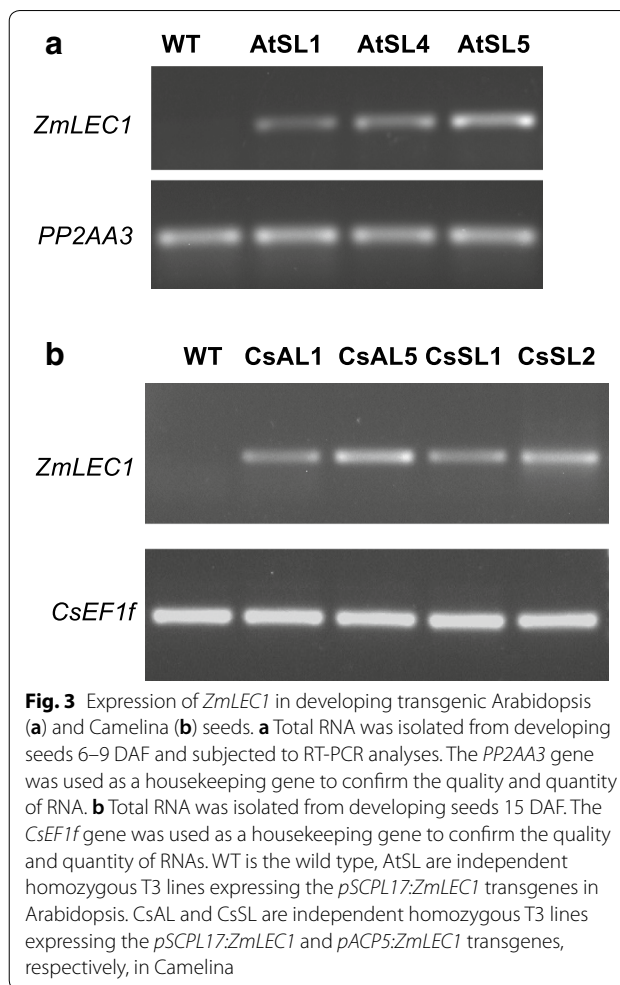 a
WT AtSL1 AtSL4 AtSL5
ZmLEC1
PP2AA3
b
WT CsAL1 CsAL5 CsSL1 CsSL2
ZmLEC1
CsEF1f
Fig. 3 Expression of ZmLEC1 in developing transgenic Arabidopsis
(a) and Camelina (b) seeds. a Total RNA was isolated from developing
seeds 6–9 DAF and subjected to RT-PCR analyses. The PP2AA3 gene
was used as a housekeeping gene to confirm the quality and quantity
of RNA. b Total RNA was isolated from developing seeds 15 DAF. The
CsEF1f gene was used as a housekeeping gene to confirm the quality
and quantity of RNAs. WT is the wild type, AtSL are independent
homozygous T3 lines expressing the pSCPL17:ZmLEC1 transgenes in
Arabidopsis. CsAL and CsSL are independent homozygous T3 lines
expressing the pSCPL17:ZmLEC1 and pACP5:ZmLEC1 transgenes,
respectively, in Camelina